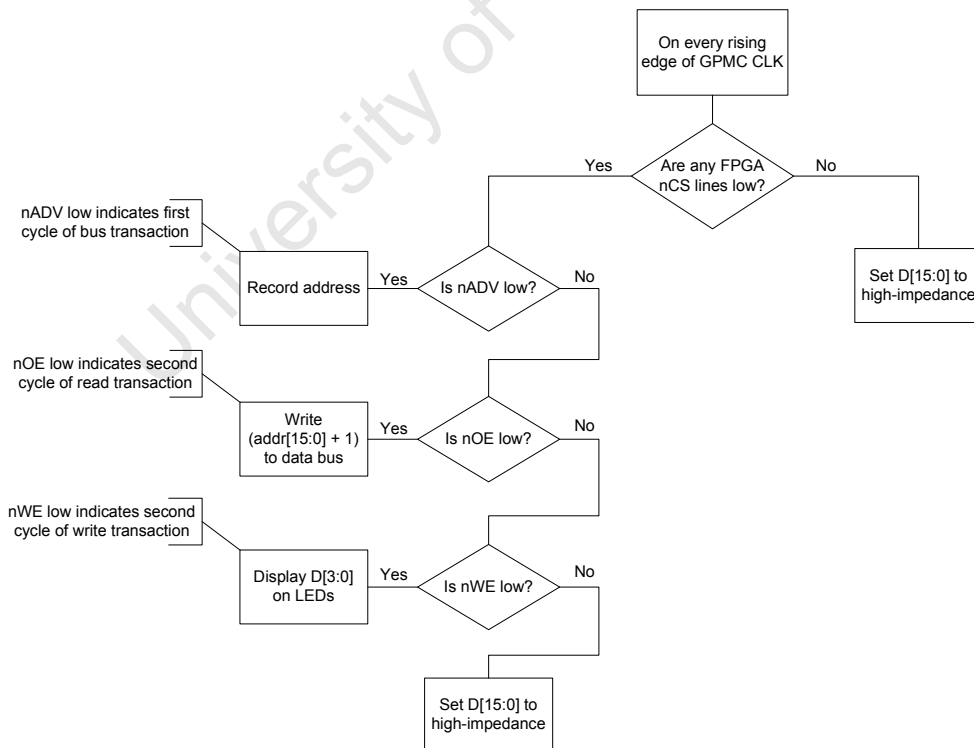 University of
On every rising
edge of GPMC CLK
Yes
Are any FPGA
nCS lines low?
No
nADV low indicates first
cycle of bus transaction
Record address
Yes
Is nADV low?
No
Set D[15:0] to
high-impedance
nOE low indicates second
cycle of read transaction
Write
(addr[15:0] + 1)
to data bus
Yes
Is nOE low?
No
nWE low indicates second
cycle of write transaction
Display D[3:0]
on LEDs
Yes
Is nWE low?
No
Set D[15:0] to
high-impedance